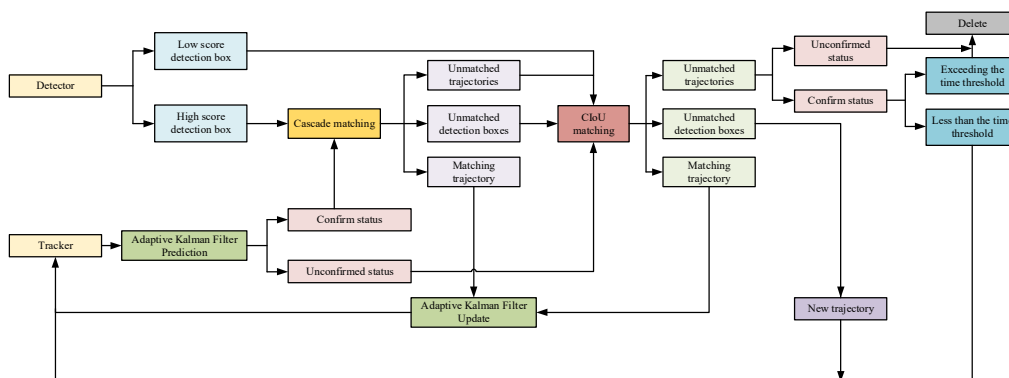 Delete
Low score
detection box
Unconfirmed
status
Unmatched
trajectories
Unmatched
trajectories
Exceeding the
time threshold
Detector
Confirm status
High score
detection box
Cascade matching
Unmatched
detection boxes
CIoU
matching
Unmatched
detection boxes
Less than the time
threshold
Matching
trajectory
Matching
trajectory
Confirm status
Tracker
Adaptive Kalman Filter
Prediction
Unconfirmed status
Adaptive Kalman Filter
Update
New trajectory